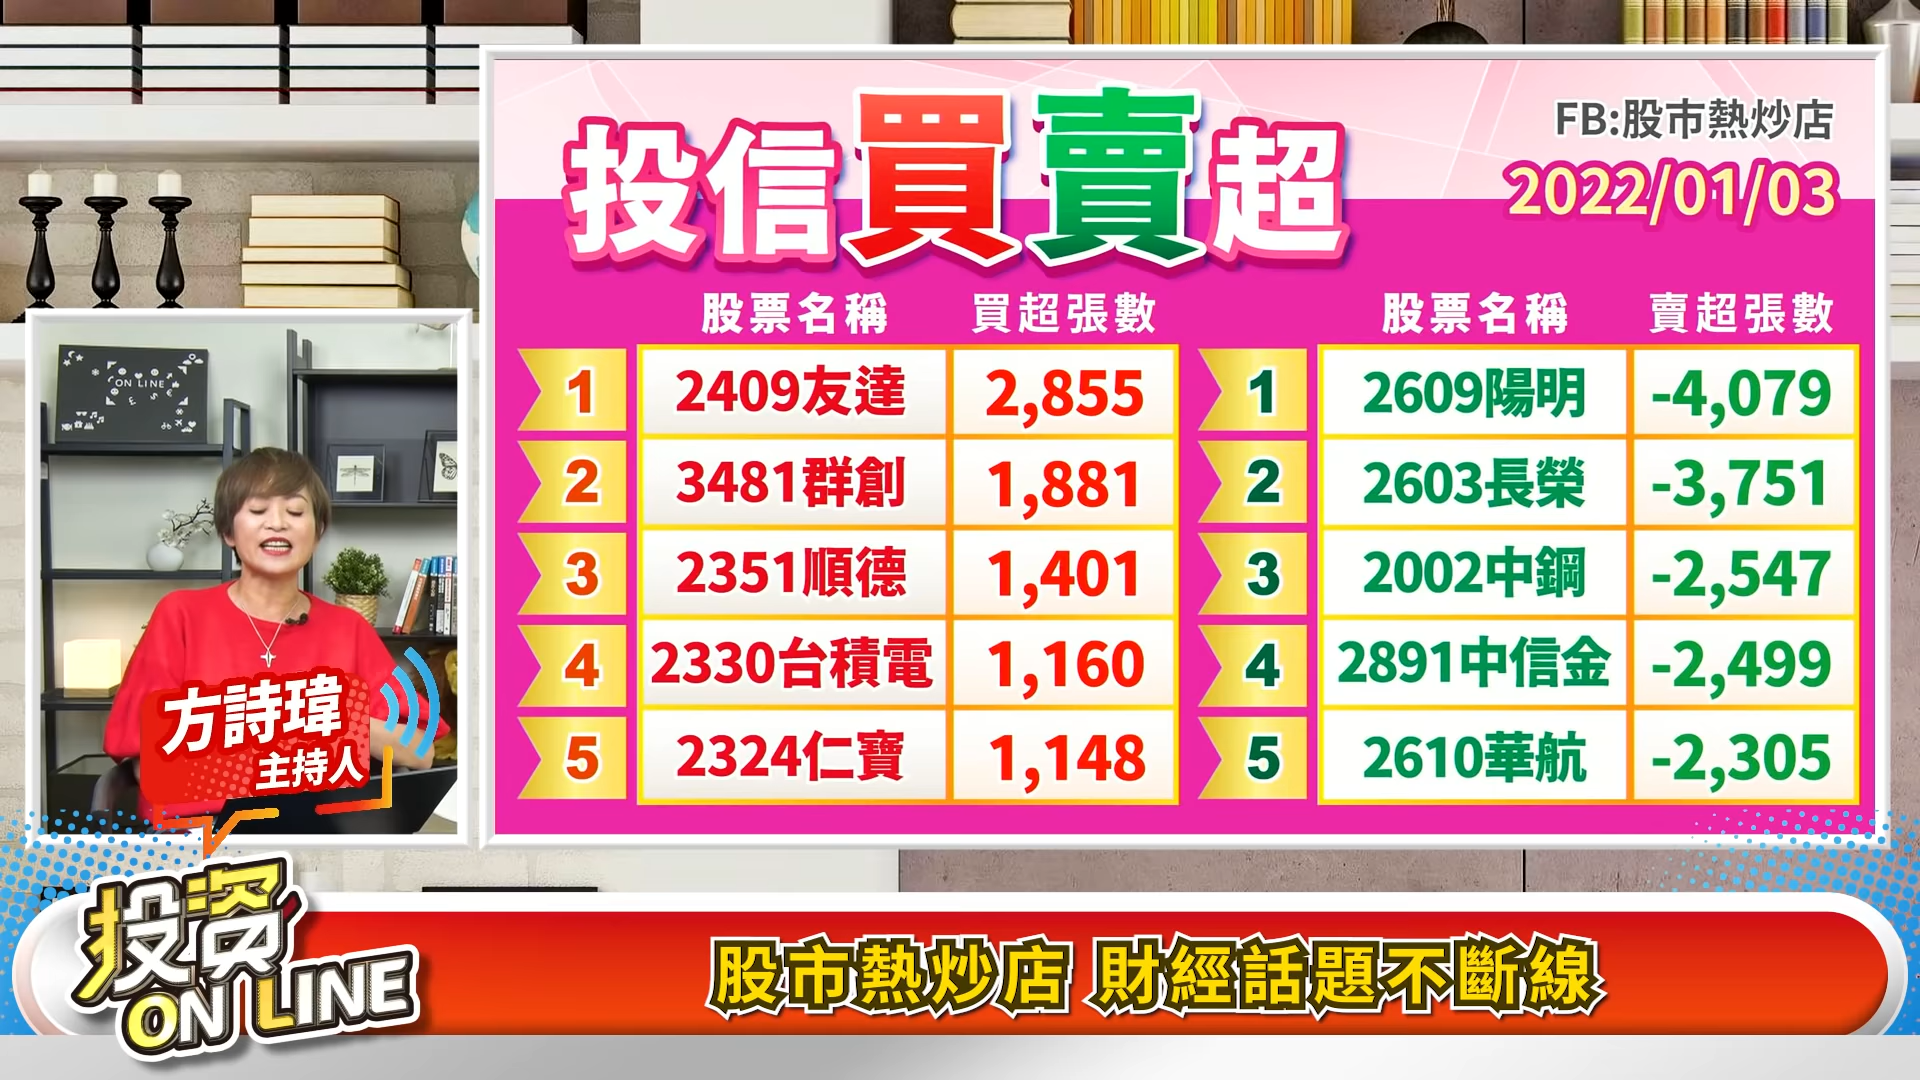 FB:股市熱炒店
投信買賣超
2022/01/03
股票名稱 買超張數 股票名稱 賣超張數
1 2409友達 2,855 1 2609陽明 -4,079
2 3481群創 1,881 2 2603長榮 -3,751
3 2351順德 1,401 3 2002中鋼 -2,547
4 2330台積電 1,160 4 2891中信金 -2,499
5 2324仁寶 1,148 5 2610華航 -2,305
ON LINE
方詩瑋
主持人
投資
ON LINE
股市熱炒店 財經話題不斷線